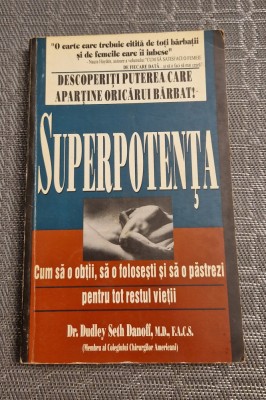 "O carte care trebuie citită de toți bărbații
și de femeile care îi iubesc"
DESCOPERIȚI PUTEREA CARE
APARȚINE ORICĂRUI BĂRBAT!
SUPERPOTENȚA
Cum să o obții, să o folosești și să o păstrezi
pentru tot restul vieții
Dr. Dudley Seth Danoff, M.D., F.A.C.S.
(Membru al Colegiului Chirurgilor Americani)